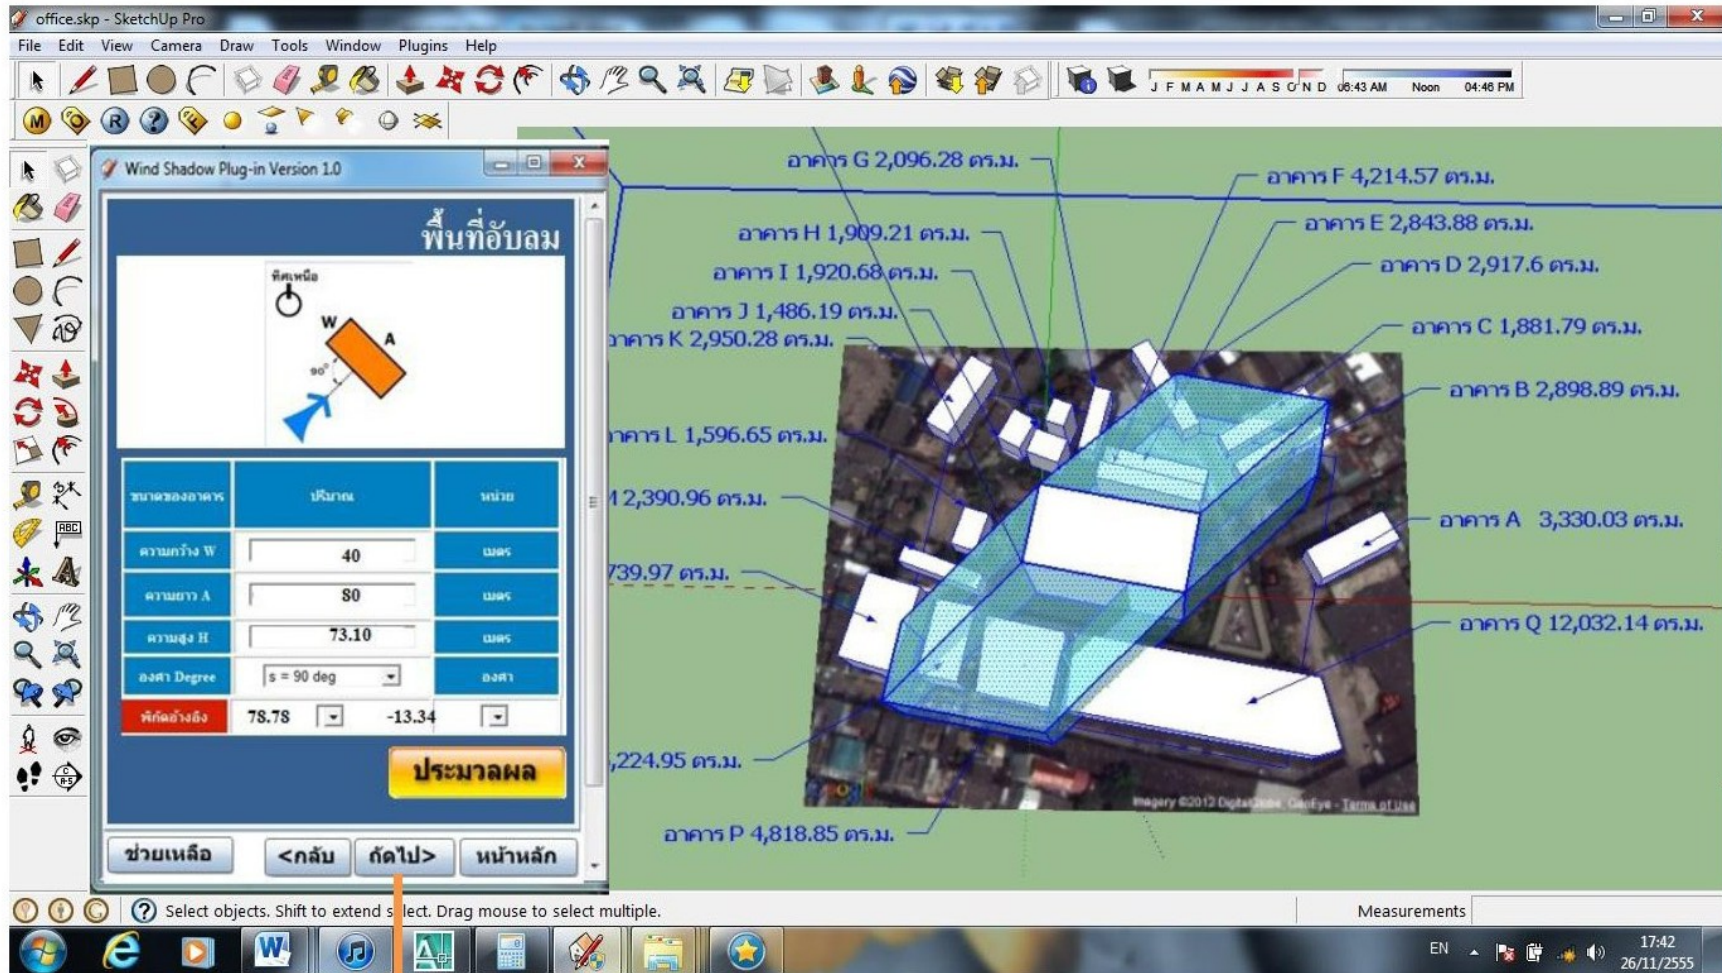 office.skp - SketchUp Pro
File Edit View Camera Draw Tools Window Plugins Help
J F M A M J J A S O N D 06:43 AM Noon 04:46 PM
M O R ? F
Wind Shadow Plug-in Version 1.0
พื้นที่อับลม
ทิศเหนือ
W
A
90°
ขนาดของอาคาร ปริมาณ หน่วย
ความกว้าง W 40 เมตร
ความยาว A 80 เมตร
ความสูง H 73.10 เมตร
องศา Degree s = 90 deg องศา
พิกัดอ้างอิง 78.78 -13.34
ประมวลผล
ช่วยเหลือ <กลับ ถัดไป> หน้าหลัก
อาคาร G 2,096.28 ตร.ม.
อาคาร F 4,214.57 ตร.ม.
อาคาร H 1,909.21 ตร.ม.
อาคาร E 2,843.88 ตร.ม.
อาคาร I 1,920.68 ตร.ม.
อาคาร D 2,917.6 ตร.ม.
อาคาร J 1,486.19 ตร.ม.
อาคาร C 1,881.79 ตร.ม.
าคาร K 2,950.28 ตร.ม.
อาคาร B 2,898.89 ตร.ม.
าคาร L 1,596.65 ตร.ม.
2,390.96 ตร.ม.
อาคาร A 3,330.03 ตร.ม.
739.97 ตร.ม.
อาคาร Q 12,032.14 ตร.ม.
,224.95 ตร.ม.
Imagery ©2012 DigitalGlobe, GeoEye - Terms of Use
อาคาร P 4,818.85 ตร.ม.
ABC
Select objects. Shift to extend select. Drag mouse to select multiple.
Measurements
EN
17:42
26/11/2555